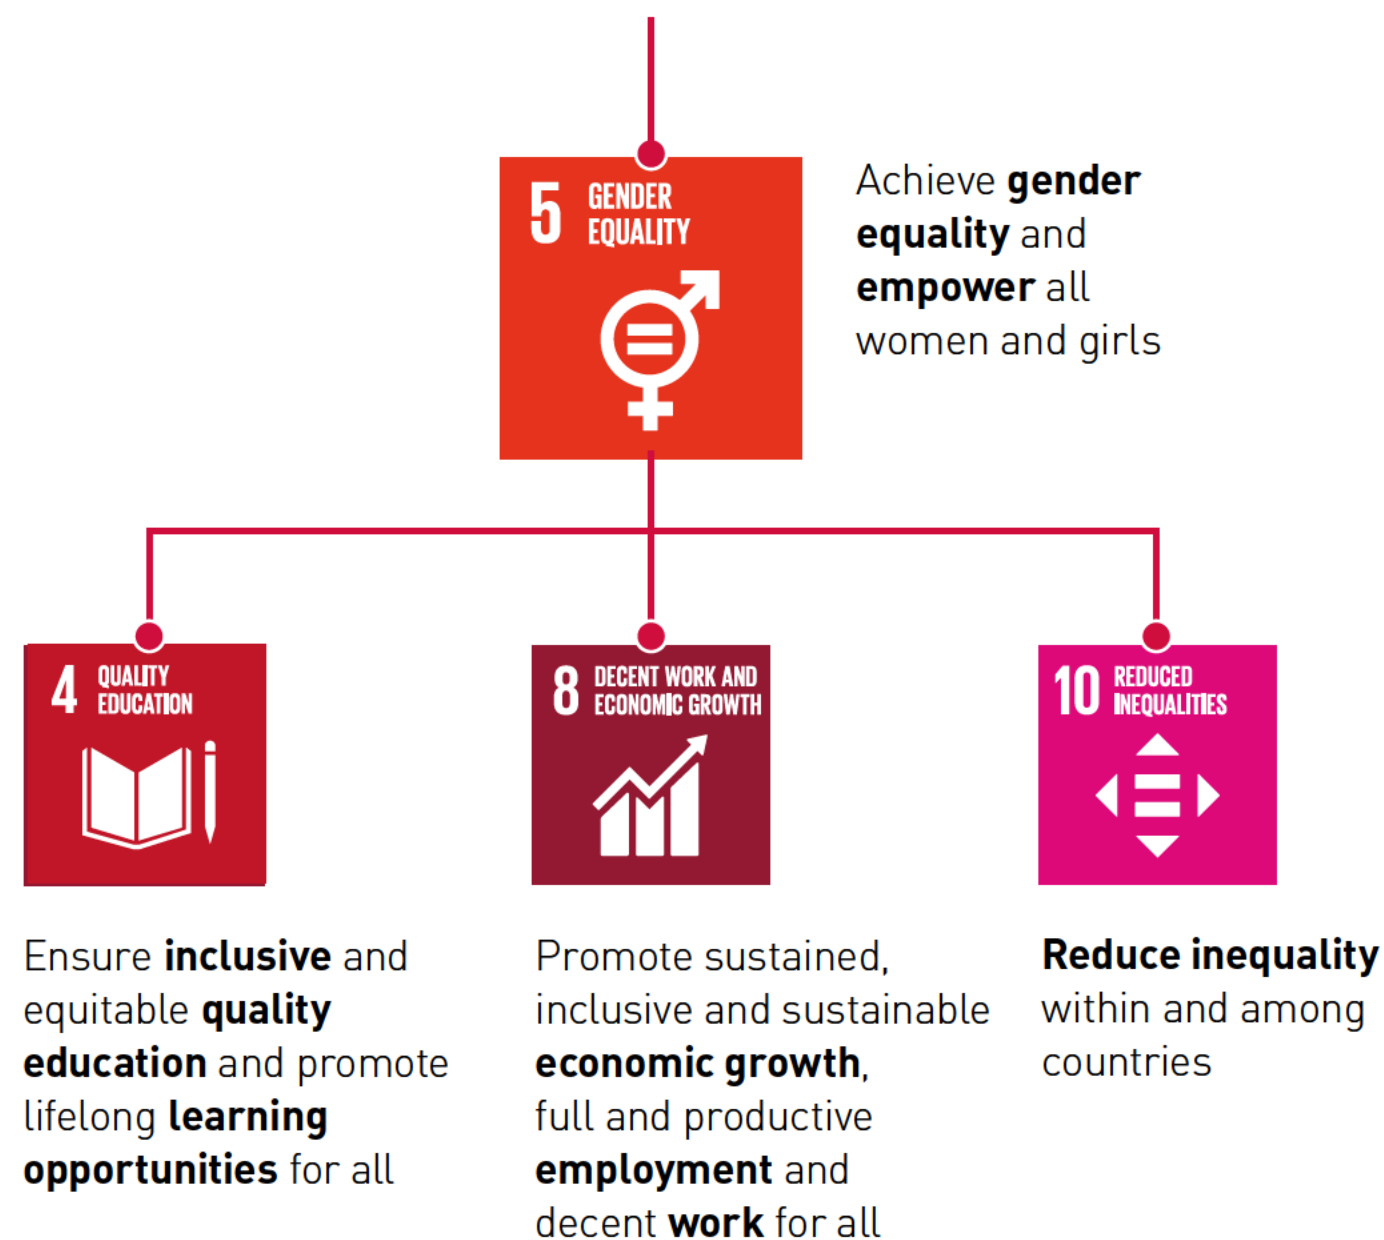 5 GENDER
EQUALITY
Achieve gender
equality and
empower all
women and girls
4 QUALITY
EDUCATION
Ensure inclusive and
equitable quality
education and promote
lifelong learning
opportunities for all
8 DECENT WORK AND
ECONOMIC GROWTH
Promote sustained,
inclusive and sustainable
economic growth,
full and productive
employment and
decent work for all
10 REDUCED
INEQUALITIES
Reduce inequality
within and among
countries